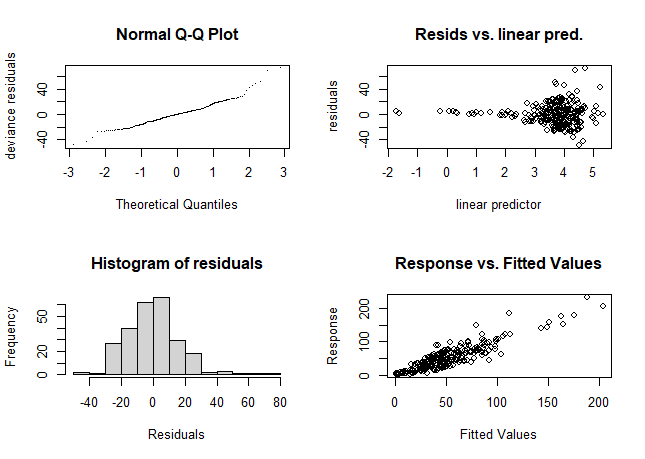 Normal Q-Q Plot
deviance residuals
-40 0 40
-3 -2 -1 0 1 2 3
Theoretical Quantiles
Resids vs. linear pred.
residuals
-40 0 40
-2 -1 0 1 2 3 4 5
linear predictor
Histogram of residuals
Frequency
0 20 50
-40 -20 0 20 40 60 80
Residuals
Response vs. Fitted Values
Response
0 100 200
0 50 100 150 200
Fitted Values